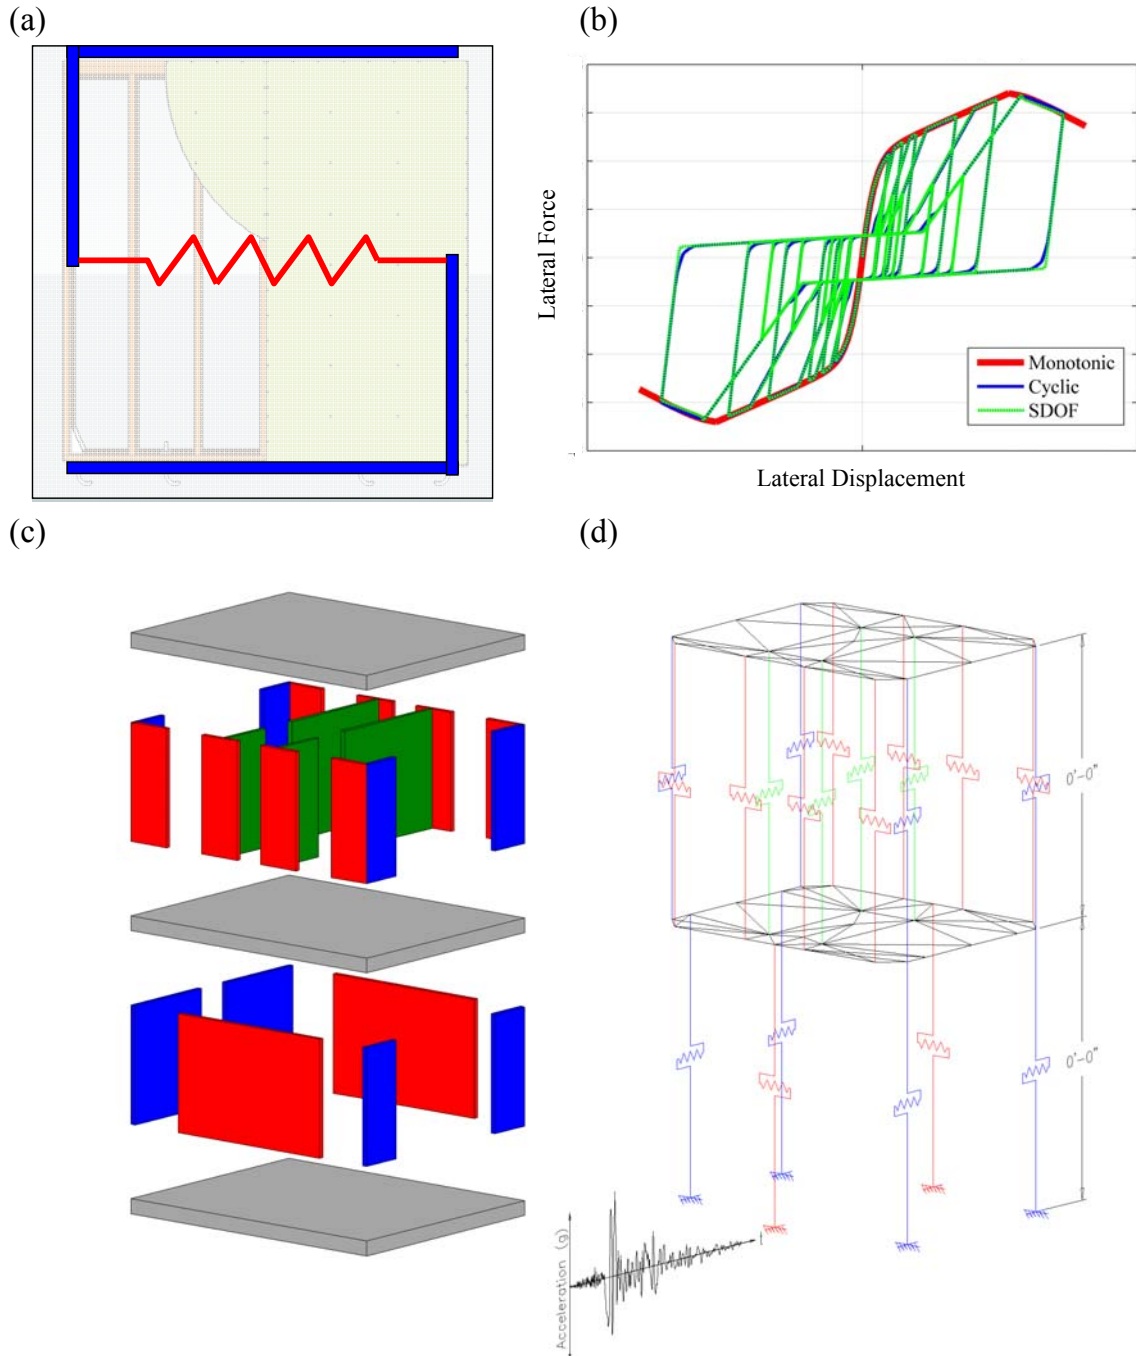 (a)
(b)
Lateral Force
Monotonic
Cyclic
SDOF
Lateral Displacement
(c)
(d)
0'-0"
0'-0"
Acceleration (g)
t